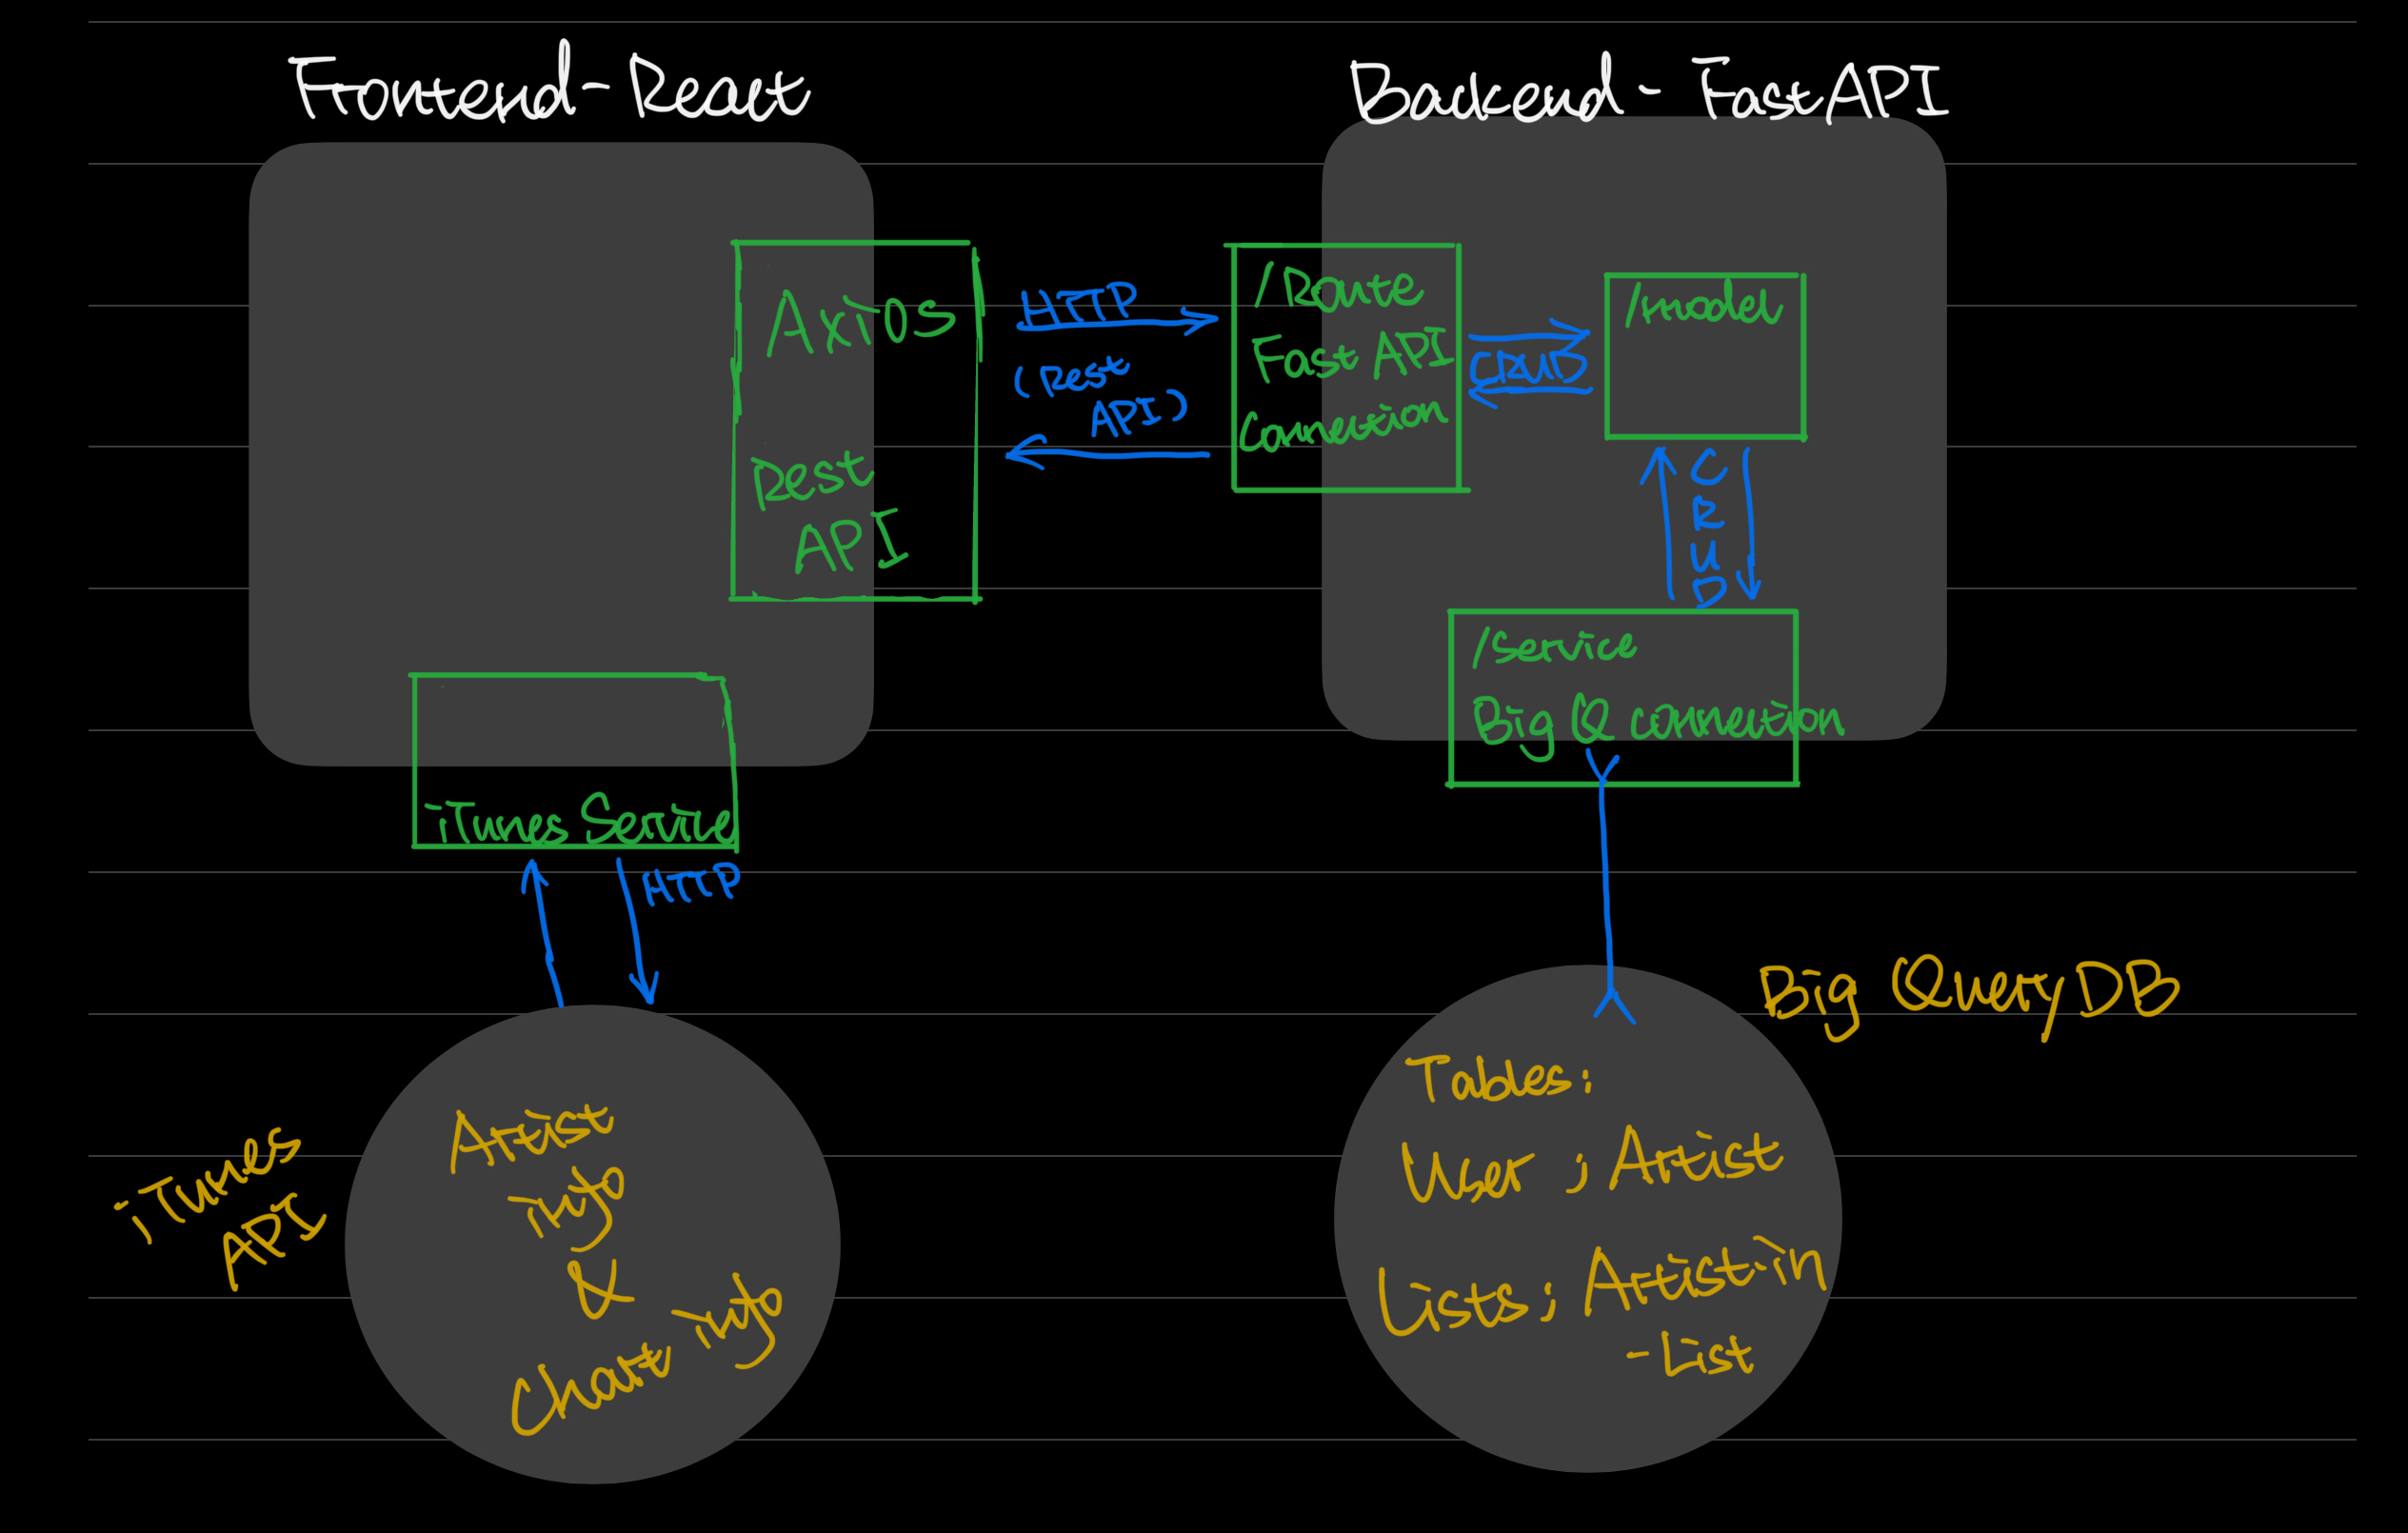 Frontend-React
Backend - FastAPI
Axios
Rest
API
HTTP
(Rest
API)
/Route
Fast API
Connection
CRUD
/model
C
R
U
D
/service
Big Q connection
iTunes Service
HTTP
iTunes
API
Artist
info
&
Chart info
Big Query DB
Tables:
User ; Artist
Lists; Artist-in
-List